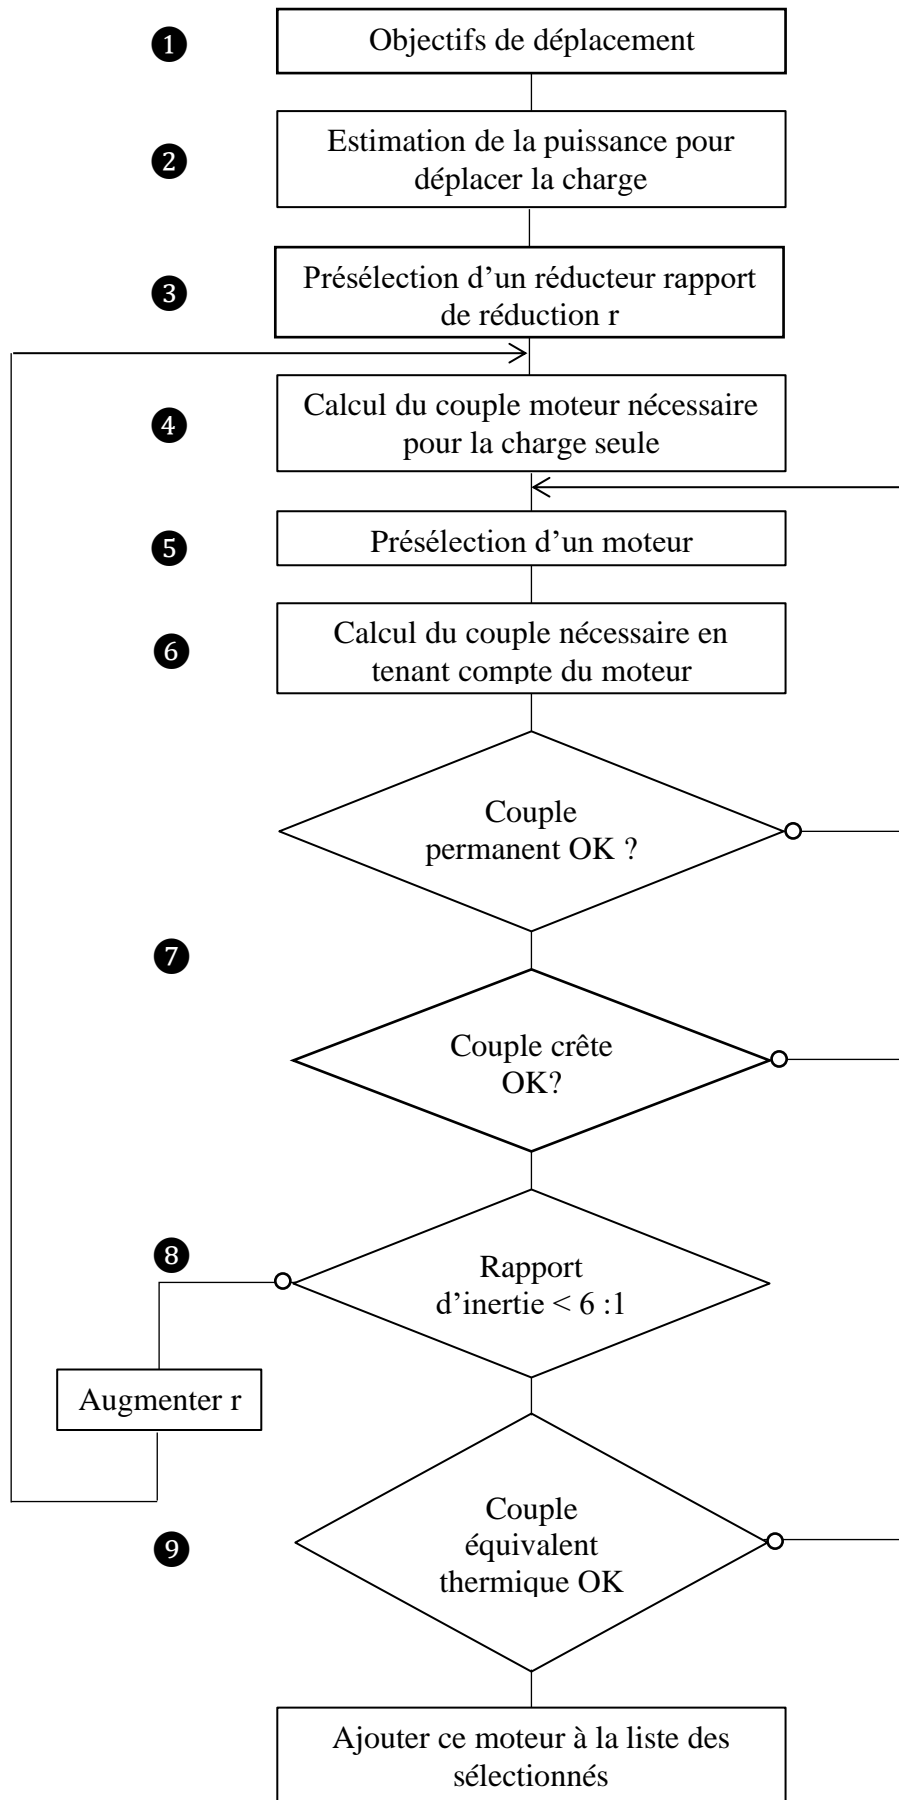 ❶
Objectifs de déplacement
❷
Estimation de la puissance pour
déplacer la charge
❸
Présélection d’un réducteur rapport
de réduction r
❹
Calcul du couple moteur nécessaire
pour la charge seule
❺
Présélection d’un moteur
❻
Calcul du couple nécessaire en
tenant compte du moteur
Couple
permanent OK ?
❼
Couple crête
OK?
❽
Rapport
d’inertie < 6 :1
Augmenter r
❾
Couple
équivalent
thermique OK
Ajouter ce moteur à la liste des
sélectionnés